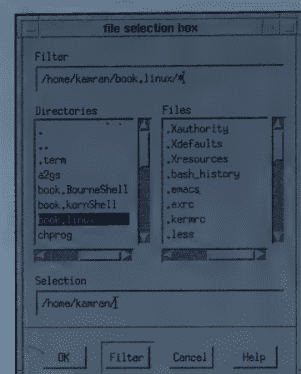 file selection box
Filter
/home/kamran/book.linux/*
Directories
.
..
.term
a2gs
book.BourneShell
book.kornShell
book.linux
chprog
Files
.Xauthority
.Xdefaults
.Xresources
.bash_history
.emacs
.exrc
.kermrc
.less
Selection
/home/kamran/
OK
Filter
Cancel
Help